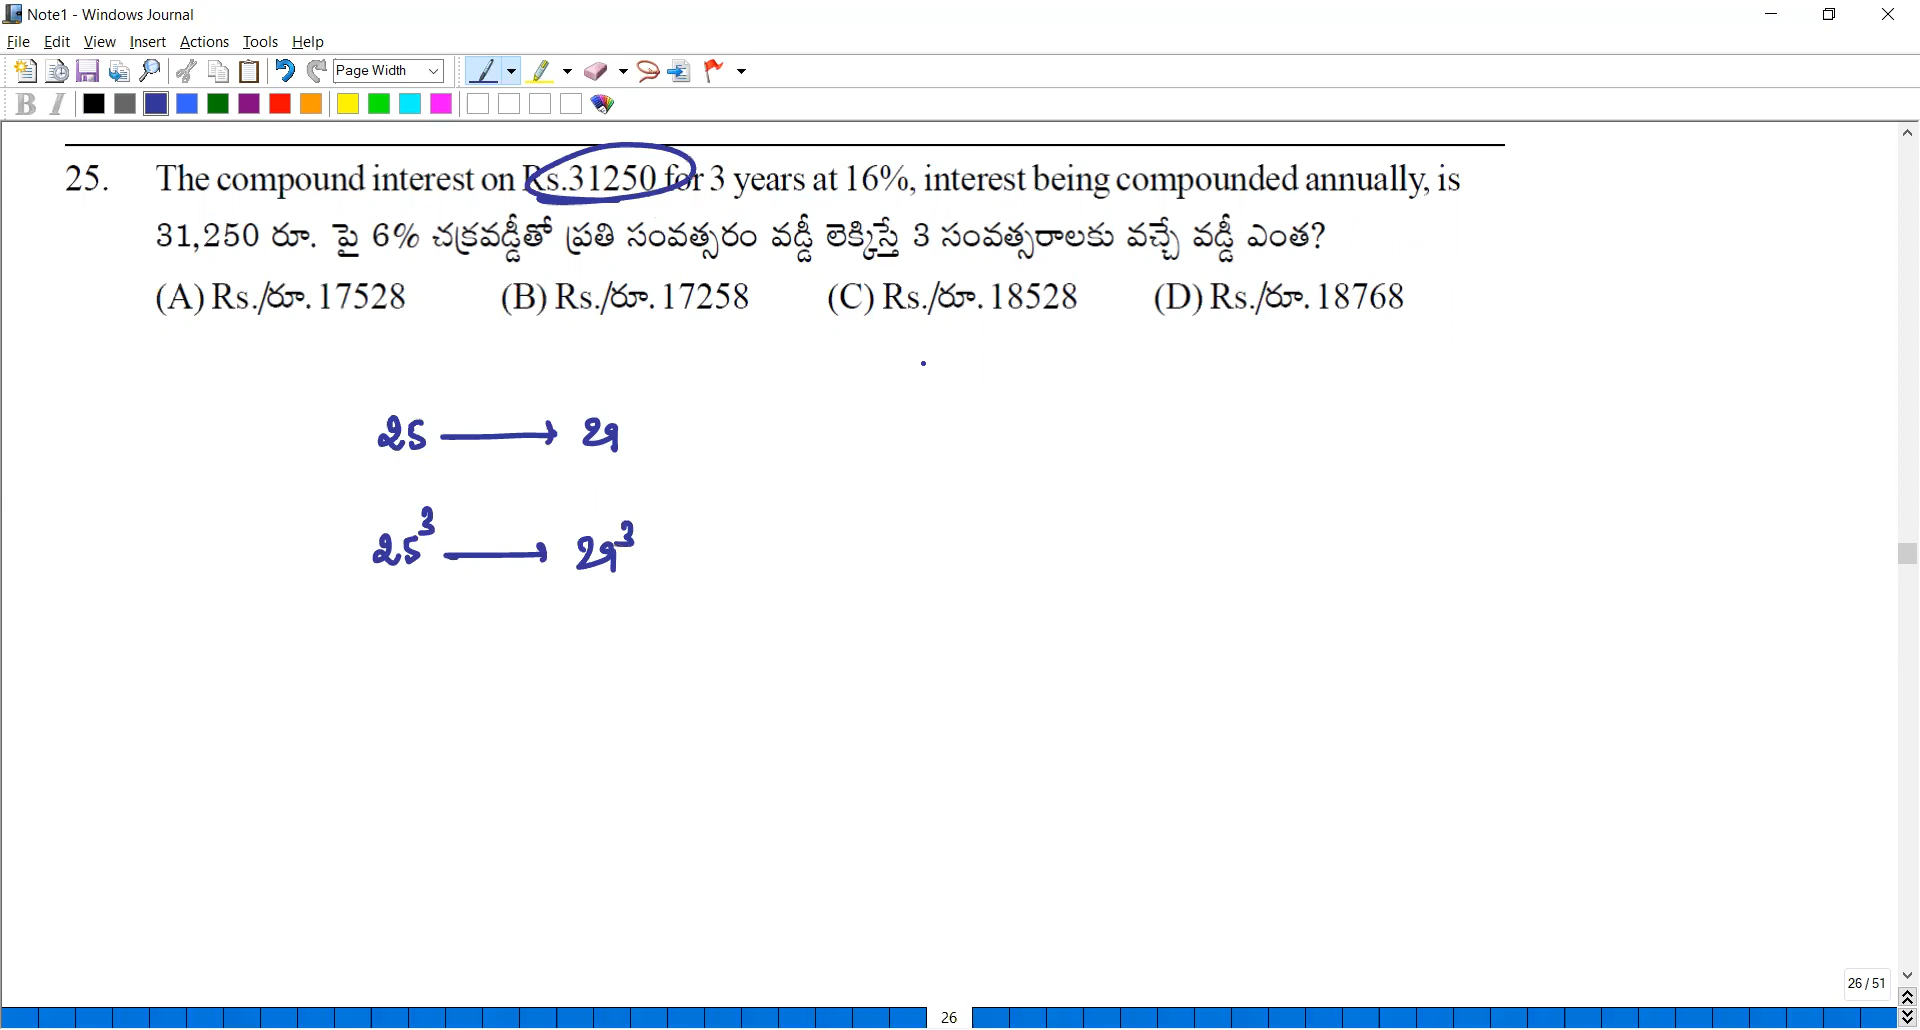 Note1 - Windows Journal
File Edit View Insert Actions Tools Help
Page Width
B I
25. The compound interest on Rs.31250 for 3 years at 16%, interest being compounded annually, is
31,250 రూ. పై 6% చక్రవడ్డీతో ప్రతి సంవత్సరం వడ్డీ లెక్కిస్తే 3 సంవత్సరాలకు వచ్చే వడ్డీ ఎంత?
(A) Rs./రూ. 17528 (B) Rs./రూ. 17258 (C) Rs./రూ. 18528 (D) Rs./రూ. 18768
25 → 29
25³ → 29³
26 / 51
26